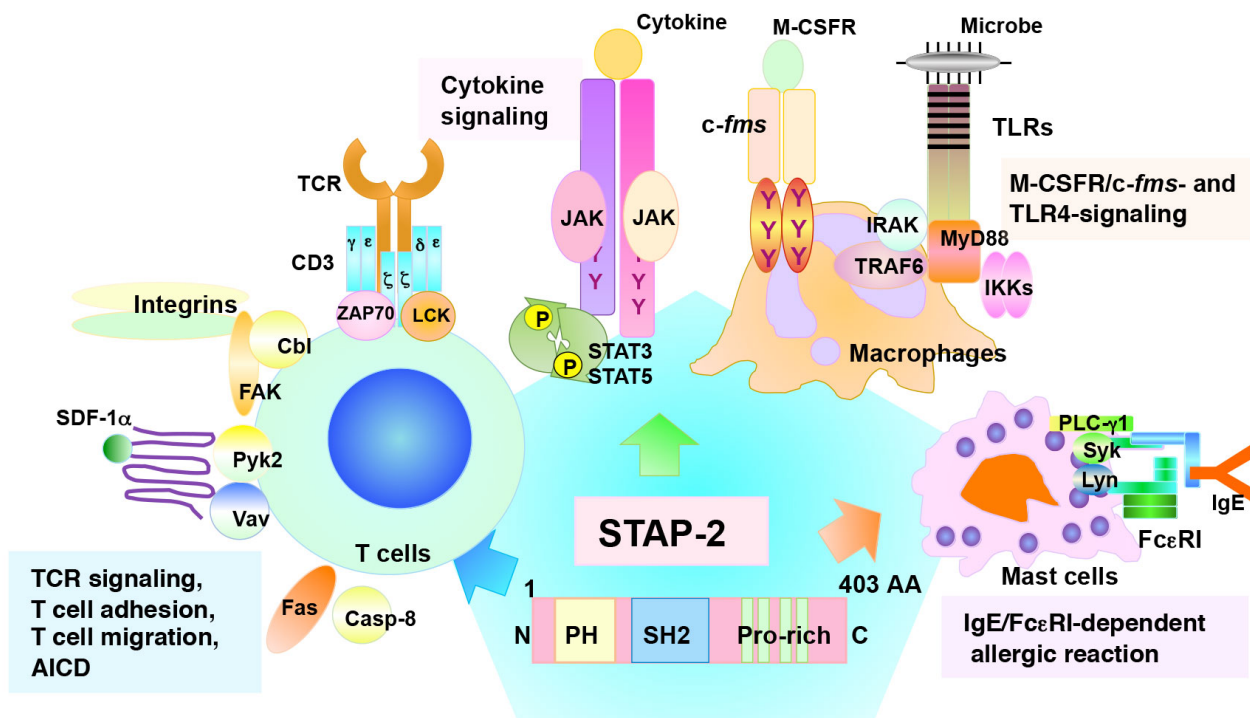 Cytokine
M-CSFR
Microbe
Cytokine
signaling
c-fms
TLRs
TCR
M-CSFR/c-fms- and
TLR4-signaling
JAK
JAK
Y
Y
Y
Y
Y
Y
IRAK
MyD88
TRAF6
IKKs
γ
ε
δ
ε
CD3
ζ
ζ
Y
Y
Y
Y
Y
ZAP70
LCK
Integrins
Cbl
FAK
P
P
STAT3
STAT5
Macrophages
SDF-1α
Pyk2
Vav
T cells
PLC-γ1
Syk
Lyn
IgE
FcεRI
Mast cells
STAP-2
TCR signaling,
T cell adhesion,
T cell migration,
AICD
Fas
Casp-8
1
403 AA
N
PH
SH2
Pro-rich
C
IgE/FcεRI-dependent
allergic reaction